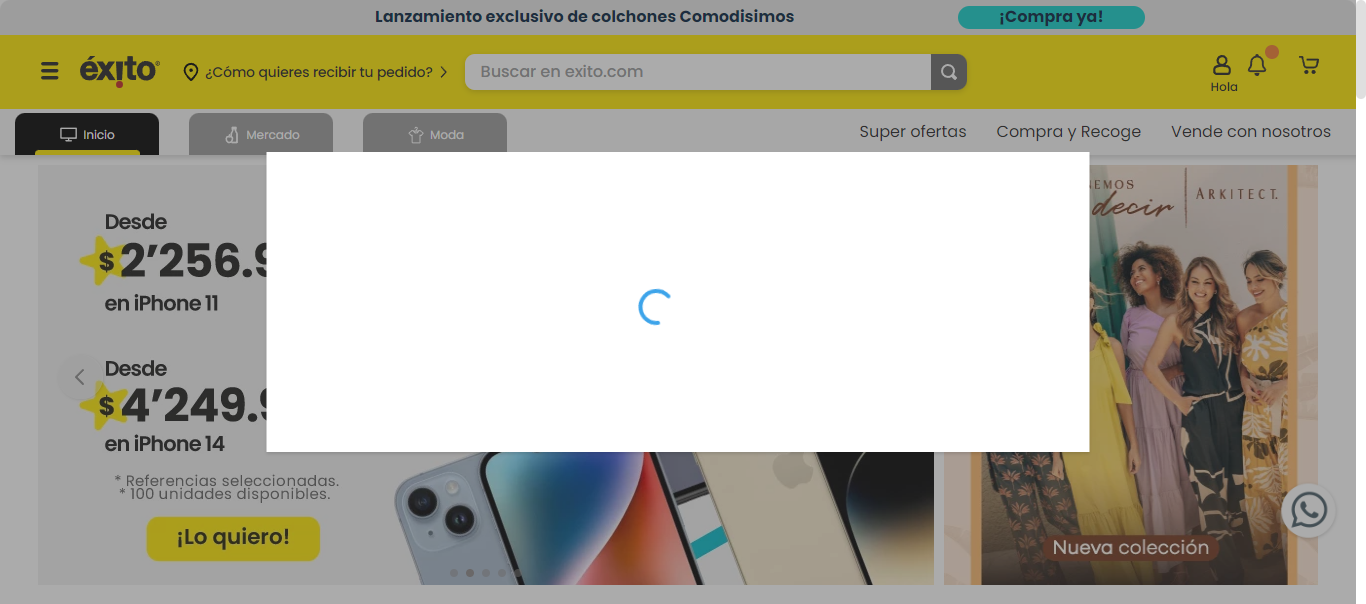 Lanzamiento exclusivo de colchones Comodisimos
¡Compra ya!
éxito
¿Cómo quieres recibir tu pedido?
Buscar en exito.com
Hola
Inicio
Mercado
Moda
Super ofertas
Compra y Recoge
Vende con nosotros
Desde
$2’256.9
en iPhone 11
Desde
$4’249.9
en iPhone 14
* Referencias seleccionadas.
* 100 unidades disponibles.
¡Lo quiero!
decir
ARKITECT.
Nueva colección